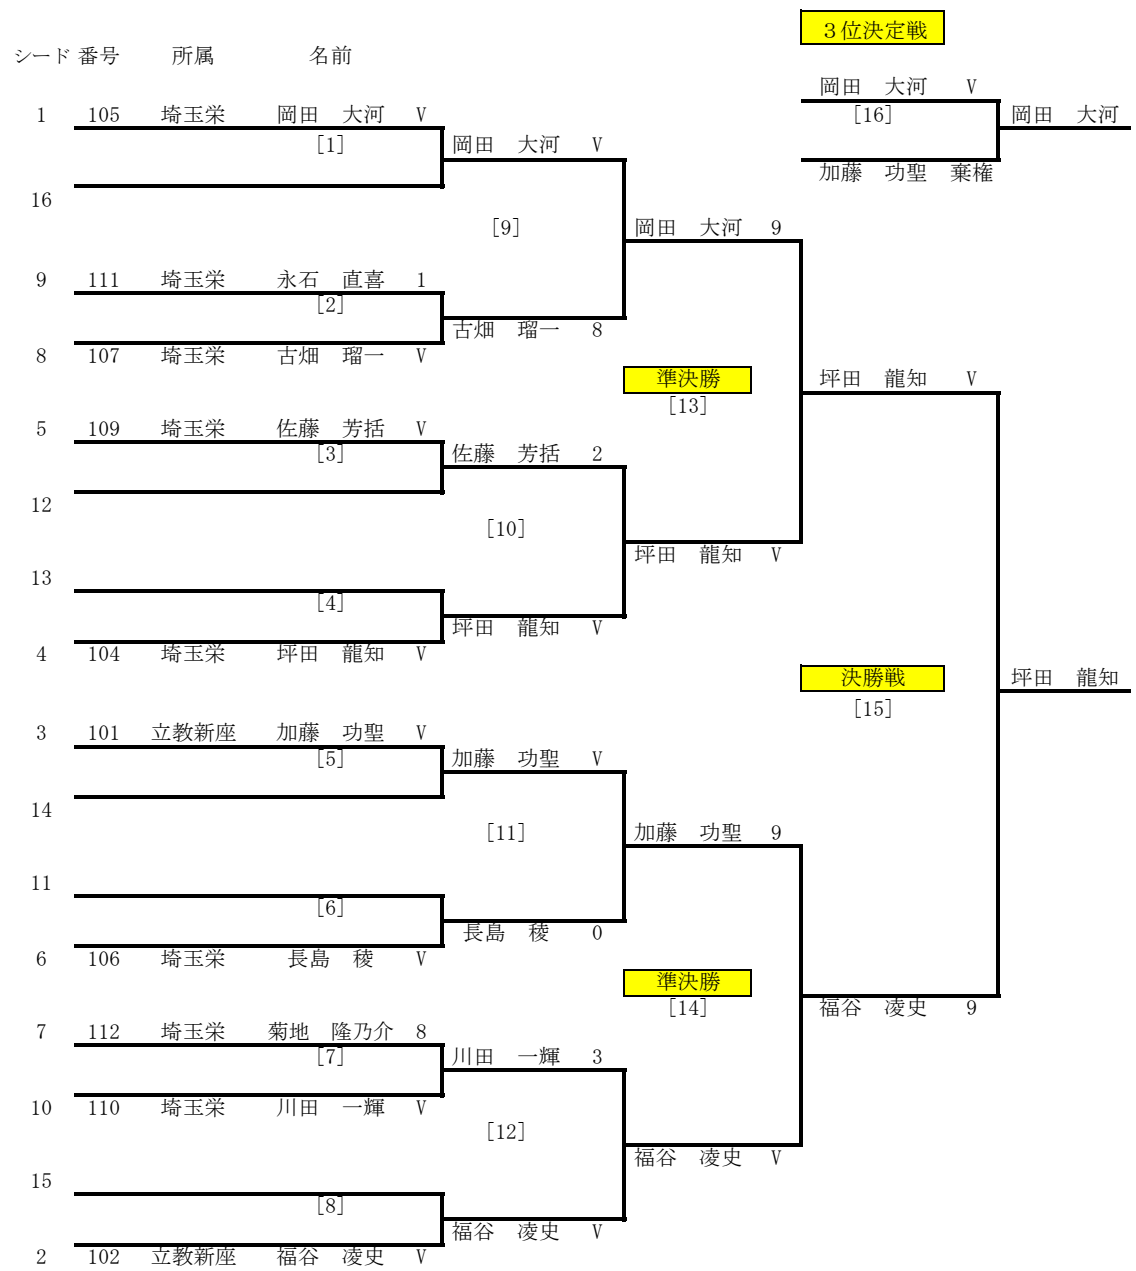 ３位決定戦
シード 番号 所属 名前
岡田 大河 V
1 105 埼玉栄 岡田 大河 V
[16]
岡田 大河
[1]
岡田 大河 V
加藤 功聖 棄権
16
[9]
岡田 大河 9
9 111 埼玉栄 永石 直喜 1
[2]
古畑 瑠一 8
8 107 埼玉栄 古畑 瑠一 V
準決勝
坪田 龍知 V
[13]
5 109 埼玉栄 佐藤 芳括 V
[3]
佐藤 芳括 2
12
[10]
坪田 龍知 V
13
[4]
坪田 龍知 V
4 104 埼玉栄 坪田 龍知 V
決勝戦
坪田 龍知
[15]
3 101 立教新座 加藤 功聖 V
[5]
加藤 功聖 V
14
[11]
加藤 功聖 9
11
[6]
長島 稜 0
6 106 埼玉栄 長島 稜 V
準決勝
[14]
福谷 凌史 9
7 112 埼玉栄 菊地 隆乃介 8
[7]
川田 一輝 3
10 110 埼玉栄 川田 一輝 V
[12]
福谷 凌史 V
15
[8]
福谷 凌史 V
2 102 立教新座 福谷 凌史 V